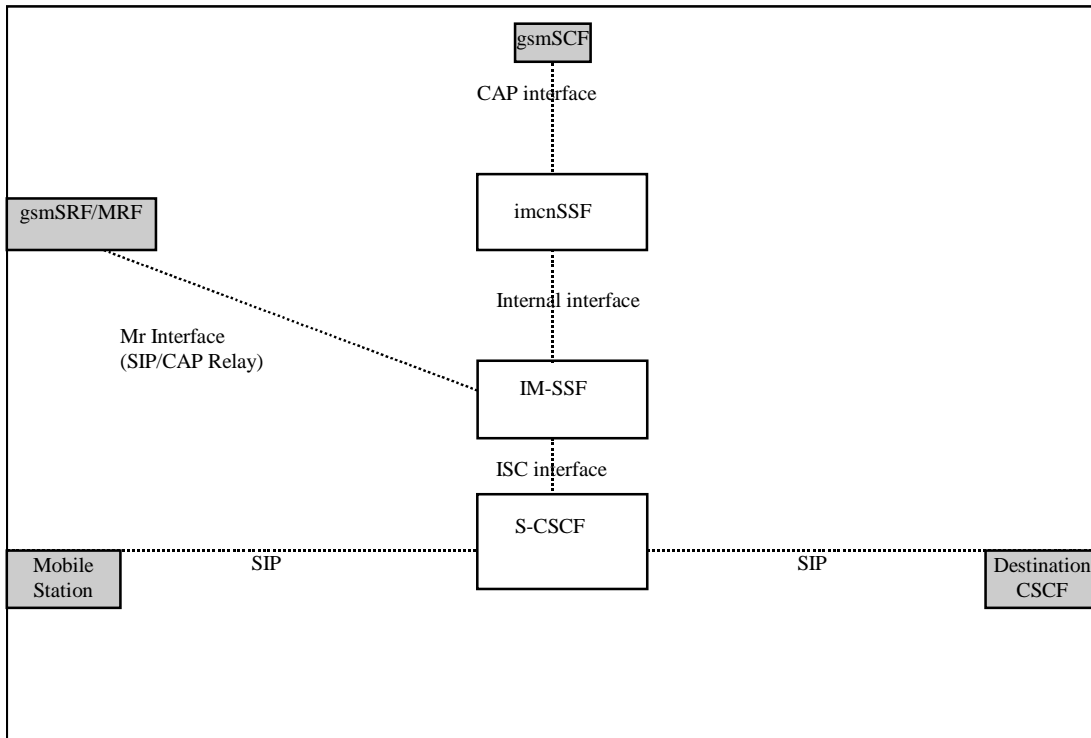 gsmSCF
CAP interface
gsmSRF/MRF
imcnSSF
Internal interface
Mr Interface
(SIP/CAP Relay)
IM-SSF
ISC interface
S-CSCF
Mobile
Station
SIP
SIP
Destination
CSCF